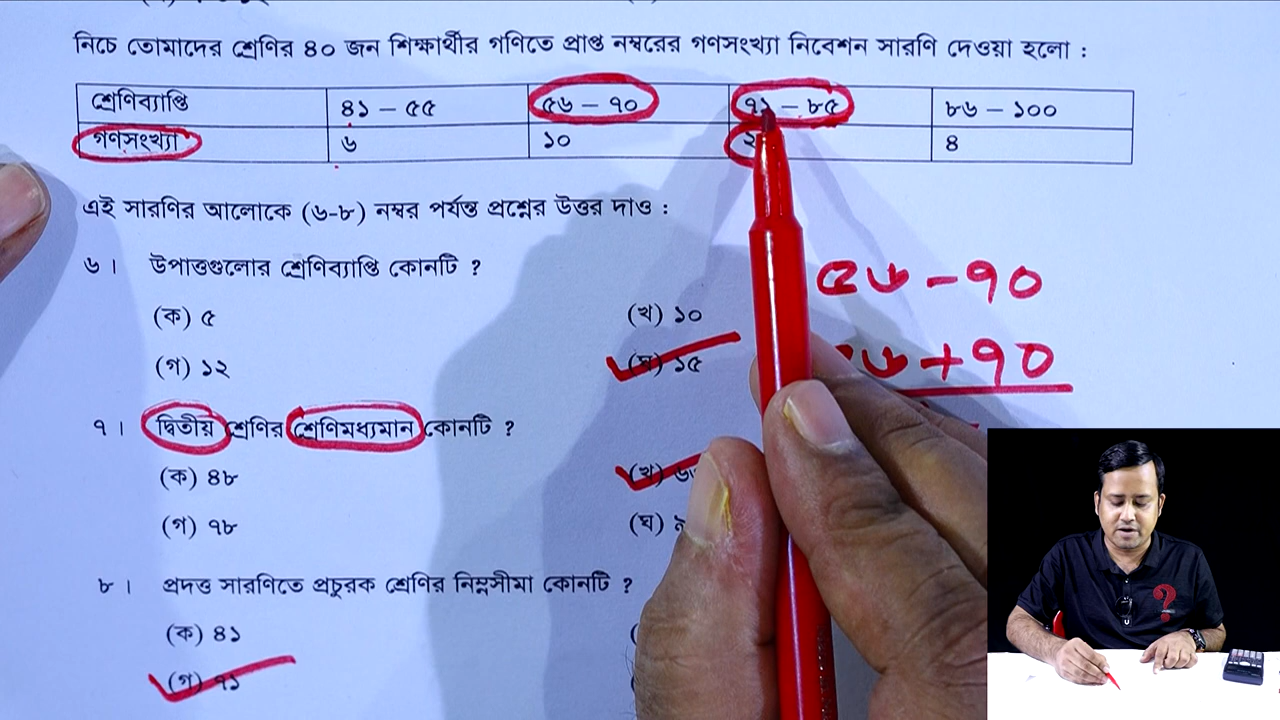 নিচে তোমাদের শ্রেণির ৪০ জন শিক্ষার্থীর গণিতে প্রাপ্ত নম্বরের গণসংখ্যা নিবেশন সারণি দেওয়া হলো :
শ্রেণিব্যাপ্তি ৪১ – ৫৫ ৫৬ – ৭০ ৭১ – ৮৫ ৮৬ – ১০০
গণসংখ্যা ৬ ১০ ৪
এই সারণির আলোকে (৬-৮) নম্বর পর্যন্ত প্রশ্নের উত্তর দাও :
৬। উপাত্তগুলোর শ্রেণিব্যাপ্তি কোনটি ?
(ক) ৫ (খ) ১০
(গ) ১২ (ঘ) ১৫
৫৬ – ৭০
৬ + ৭০
৭। দ্বিতীয় শ্রেণির শ্রেণিমধ্যমান কোনটি ?
(ক) ৪৮ (খ)
(গ) ৭৮ (ঘ)
৮। প্রদত্ত সারণিতে প্রচুরক শ্রেণির নিম্নসীমা কোনটি ?
(ক) ৪১
(গ) ৭১